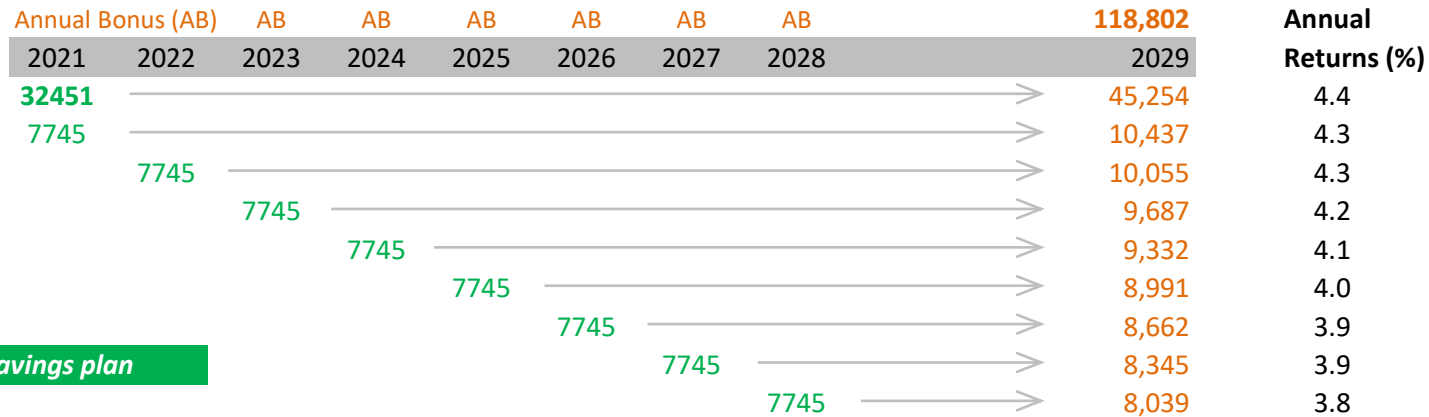 Annual Bonus (AB) AB AB AB AB AB AB 118,802 Annual
2021 2022 2023 2024 2025 2026 2027 2028 2029 Returns (%)
32451 45,254 4.4
7745 10,437 4.3
7745 10,055 4.3
7745 9,687 4.2
7745 9,332 4.1
7745 8,991 4.0
7745 8,662 3.9
avings plan 7745 8,345 3.9
7745 8,039 3.8